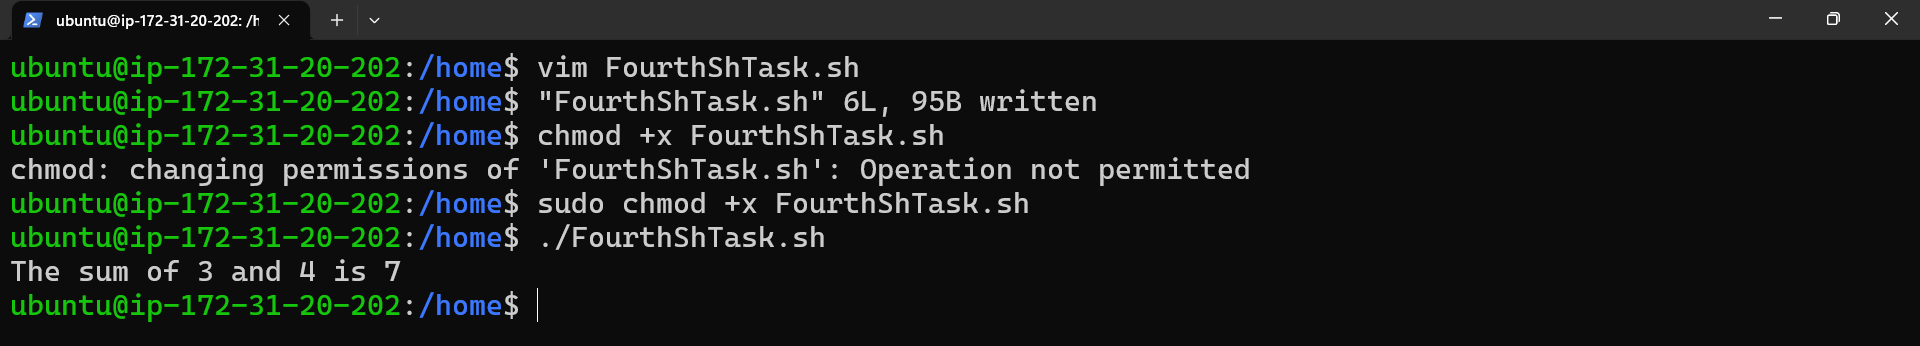 ubuntu@ip-172-31-20-202: /h
ubuntu@ip-172-31-20-202:/home$ vim FourthShTask.sh
ubuntu@ip-172-31-20-202:/home$ "FourthShTask.sh" 6L, 95B written
ubuntu@ip-172-31-20-202:/home$ chmod +x FourthShTask.sh
chmod: changing permissions of 'FourthShTask.sh': Operation not permitted
ubuntu@ip-172-31-20-202:/home$ sudo chmod +x FourthShTask.sh
ubuntu@ip-172-31-20-202:/home$ ./FourthShTask.sh
The sum of 3 and 4 is 7
ubuntu@ip-172-31-20-202:/home$